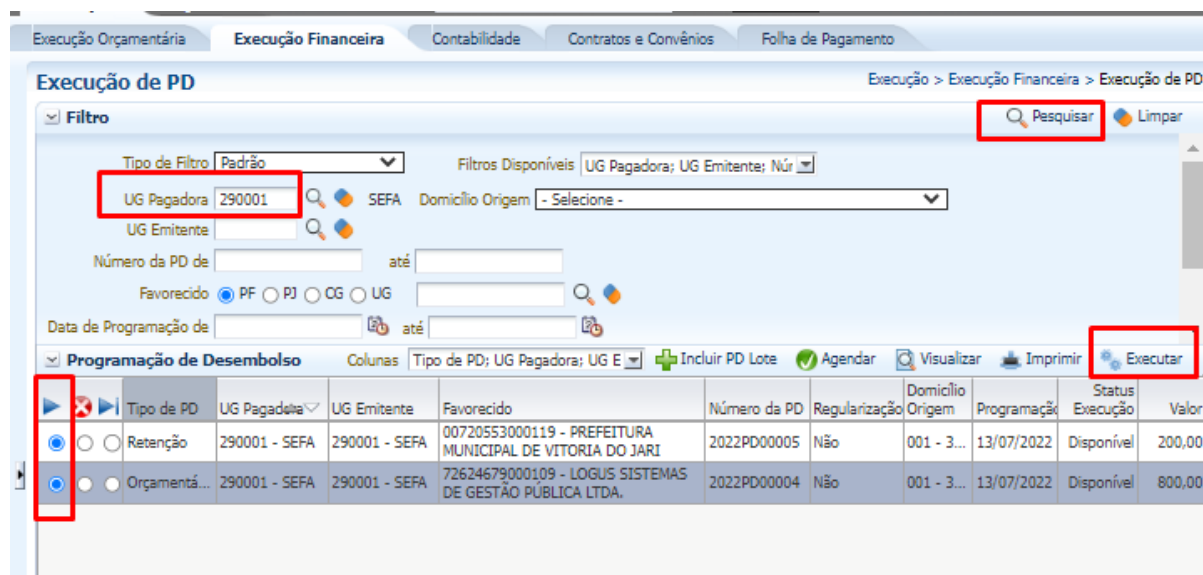 Execução Orçamentária Execução Financeira Contabilidade Contratos e Convênios Folha de Pagamento
Execução de PD Execução > Execução Financeira > Execução de PD
Filtro Pesquisar Limpar
Tipo de Filtro Padrão Filtros Disponíveis UG Pagadora; UG Emitente; Núr
UG Pagadora 290001 SEFA Domicílio Origem - Selecione -
UG Emitente
Número da PD de até
Favorecido PF PJ CG UG
Data de Programação de até
Programação de Desembolso Colunas Tipo de PD; UG Pagadora; UG E Incluir PD Lote Agendar Visualizar Imprimir Executar
Tipo de PD UG Pagadora UG Emitente Favorecido Número da PD Regularização Domicílio Origem Programação Status Execução Valor
Retenção 290001 - SEFA 290001 - SEFA 00720553000119 - PREFEITURA MUNICIPAL DE VITORIA DO JARI 2022PD00005 Não 001 - 3... 13/07/2022 Disponível 200,00
Orçamentá... 290001 - SEFA 290001 - SEFA 72624679000109 - LOGUS SISTEMAS DE GESTÃO PÚBLICA LTDA. 2022PD00004 Não 001 - 3... 13/07/2022 Disponível 800,00